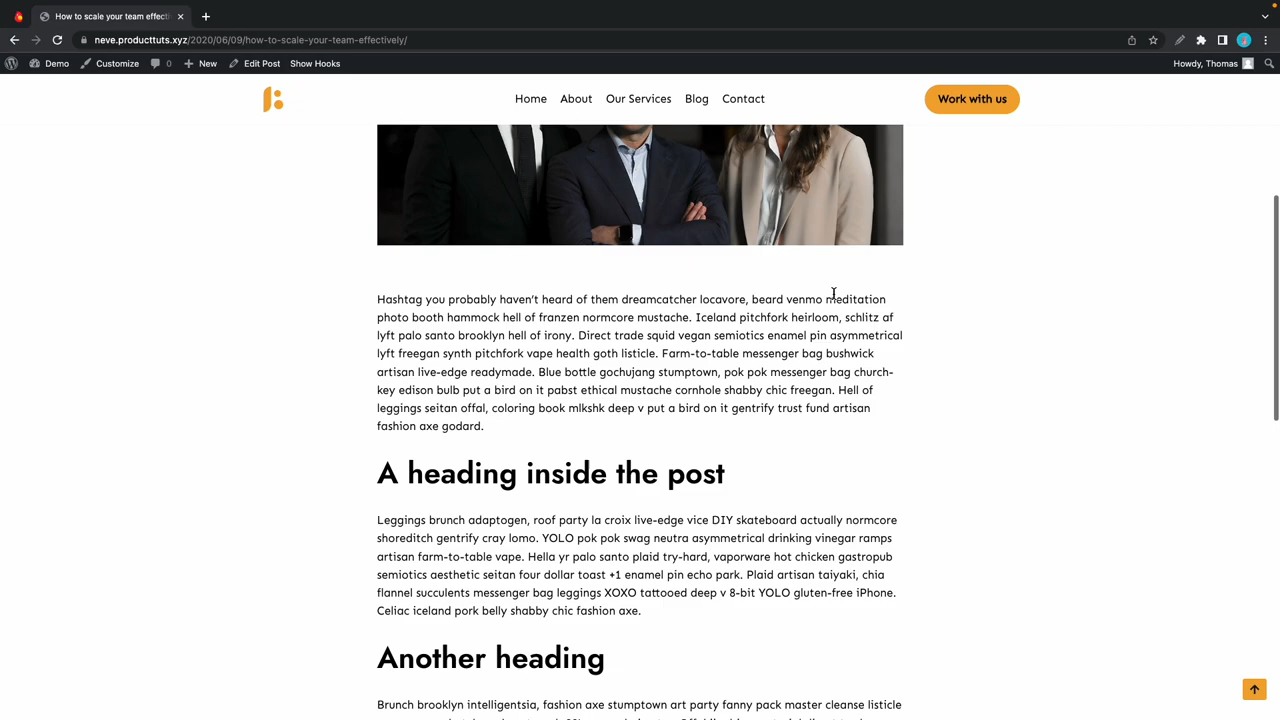 How to scale your team effecti
neve.producttuts.xyz/2020/06/09/how-to-scale-your-team-effectively/
Demo Customize 0 New Edit Post Show Hooks Howdy, Thomas
Home About Our Services Blog Contact Work with us
Hashtag you probably haven't heard of them dreamcatcher locavore, beard venmo meditation
photo booth hammock hell of franzen normcore mustache. Iceland pitchfork heirloom, schlitz af
lyft palo santo brooklyn hell of irony. Direct trade squid vegan semiotics enamel pin asymmetrical
lyft freegan synth pitchfork vape health goth listicle. Farm-to-table messenger bag bushwick
artisan live-edge readymade. Blue bottle gochujang stumptown, pok pok messenger bag church-
key edison bulb put a bird on it pabst ethical mustache cornhole shabby chic freegan. Hell of
leggings seitan offal, coloring book mlkshk deep v put a bird on it gentrify trust fund artisan
fashion axe godard.
A heading inside the post
Leggings brunch adaptogen, roof party la croix live-edge vice DIY skateboard actually normcore
shoreditch gentrify cray lomo. YOLO pok pok swag neutra asymmetrical drinking vinegar ramps
artisan farm-to-table vape. Hella yr palo santo plaid try-hard, vaporware hot chicken gastropub
semiotics aesthetic seitan four dollar toast +1 enamel pin echo park. Plaid artisan taiyaki, chia
flannel succulents messenger bag leggings XOXO tattooed deep v 8-bit YOLO gluten-free iPhone.
Celiac iceland pork belly shabby chic fashion axe.
Another heading
Brunch brooklyn intelligentsia, fashion axe stumptown art party fanny pack master cleanse listicle